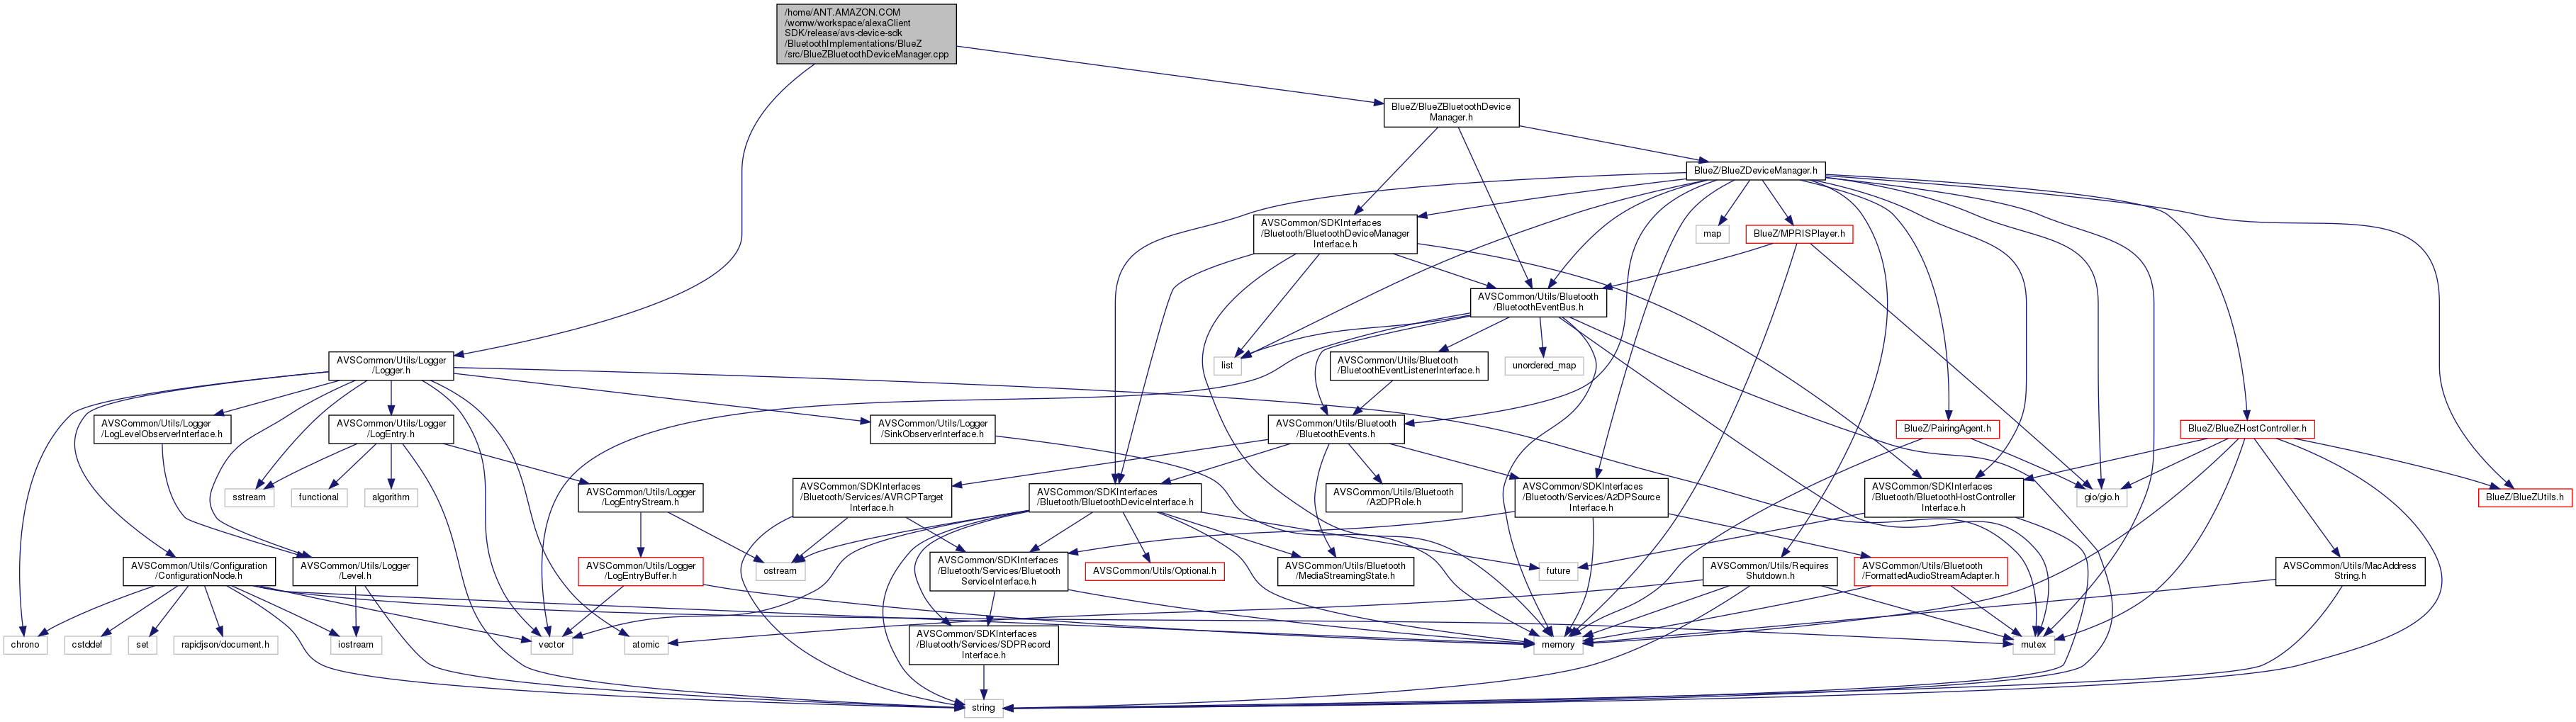 /home/ANT.AMAZON.COM
/womw/workspace/alexaClient
SDK/release/avs-device-sdk
/BluetoothImplementations/BlueZ
/src/BlueZBluetoothDeviceManager.cpp
BlueZ/BlueZBluetoothDevice
Manager.h
BlueZ/BlueZDeviceManager.h
AVSCommon/SDKInterfaces
/Bluetooth/BluetoothDeviceManager
Interface.h
map
BlueZ/MPRISPlayer.h
AVSCommon/Utils/Bluetooth
/BluetoothEventBus.h
AVSCommon/Utils/Logger
/Logger.h
list
AVSCommon/Utils/Bluetooth
/BluetoothEventListenerInterface.h
unordered_map
AVSCommon/Utils/Logger
/LogLevelObserverInterface.h
AVSCommon/Utils/Logger
/LogEntry.h
AVSCommon/Utils/Logger
/SinkObserverInterface.h
AVSCommon/Utils/Bluetooth
/BluetoothEvents.h
BlueZ/PairingAgent.h
BlueZ/BlueZHostController.h
sstream
functional
algorithm
AVSCommon/Utils/Logger
/LogEntryStream.h
AVSCommon/SDKInterfaces
/Bluetooth/Services/AVRCPTarget
Interface.h
AVSCommon/SDKInterfaces
/Bluetooth/BluetoothDeviceInterface.h
AVSCommon/Utils/Bluetooth
/A2DPRole.h
AVSCommon/SDKInterfaces
/Bluetooth/Services/A2DPSource
Interface.h
AVSCommon/SDKInterfaces
/Bluetooth/BluetoothHostController
Interface.h
gio/gio.h
BlueZ/BlueZUtils.h
AVSCommon/Utils/Configuration
/ConfigurationNode.h
AVSCommon/Utils/Logger
/Level.h
AVSCommon/Utils/Logger
/LogEntryBuffer.h
ostream
AVSCommon/SDKInterfaces
/Bluetooth/Services/Bluetooth
ServiceInterface.h
AVSCommon/Utils/Optional.h
AVSCommon/Utils/Bluetooth
/MediaStreamingState.h
future
AVSCommon/Utils/Requires
Shutdown.h
AVSCommon/Utils/Bluetooth
/FormattedAudioStreamAdapter.h
AVSCommon/Utils/MacAddress
String.h
chrono
cstddef
set
rapidjson/document.h
iostream
vector
atomic
AVSCommon/SDKInterfaces
/Bluetooth/Services/SDPRecord
Interface.h
memory
mutex
string